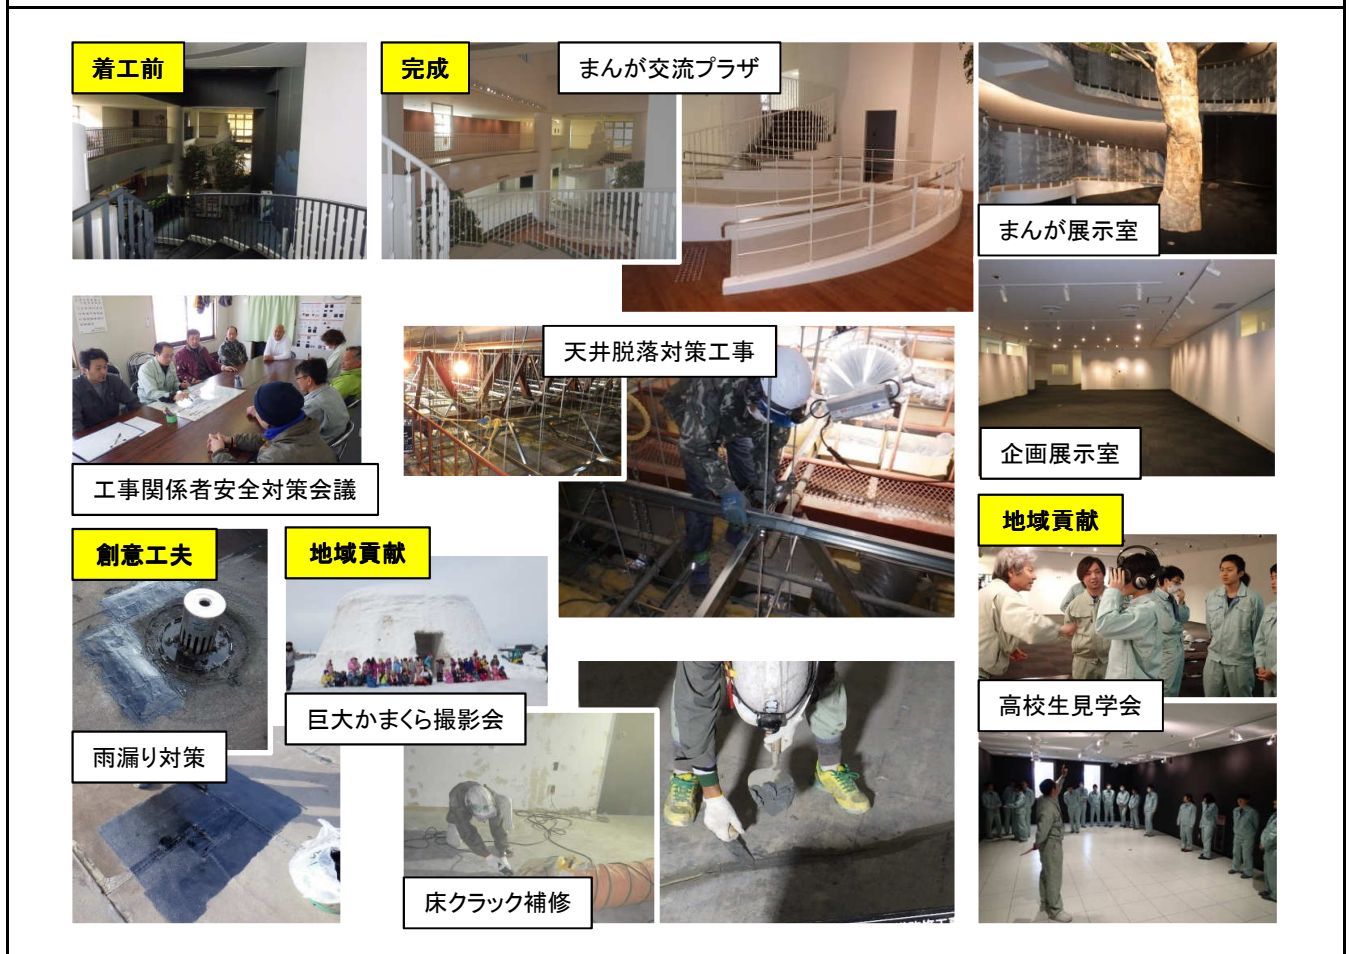 着工前
完成
まんが交流プラザ
まんが展示室
天井脱落対策工事
企画展示室
工事関係者安全対策会議
創意工夫
地域貢献
地域貢献
巨大かまくら撮影会
高校生見学会
雨漏り対策
床クラック補修